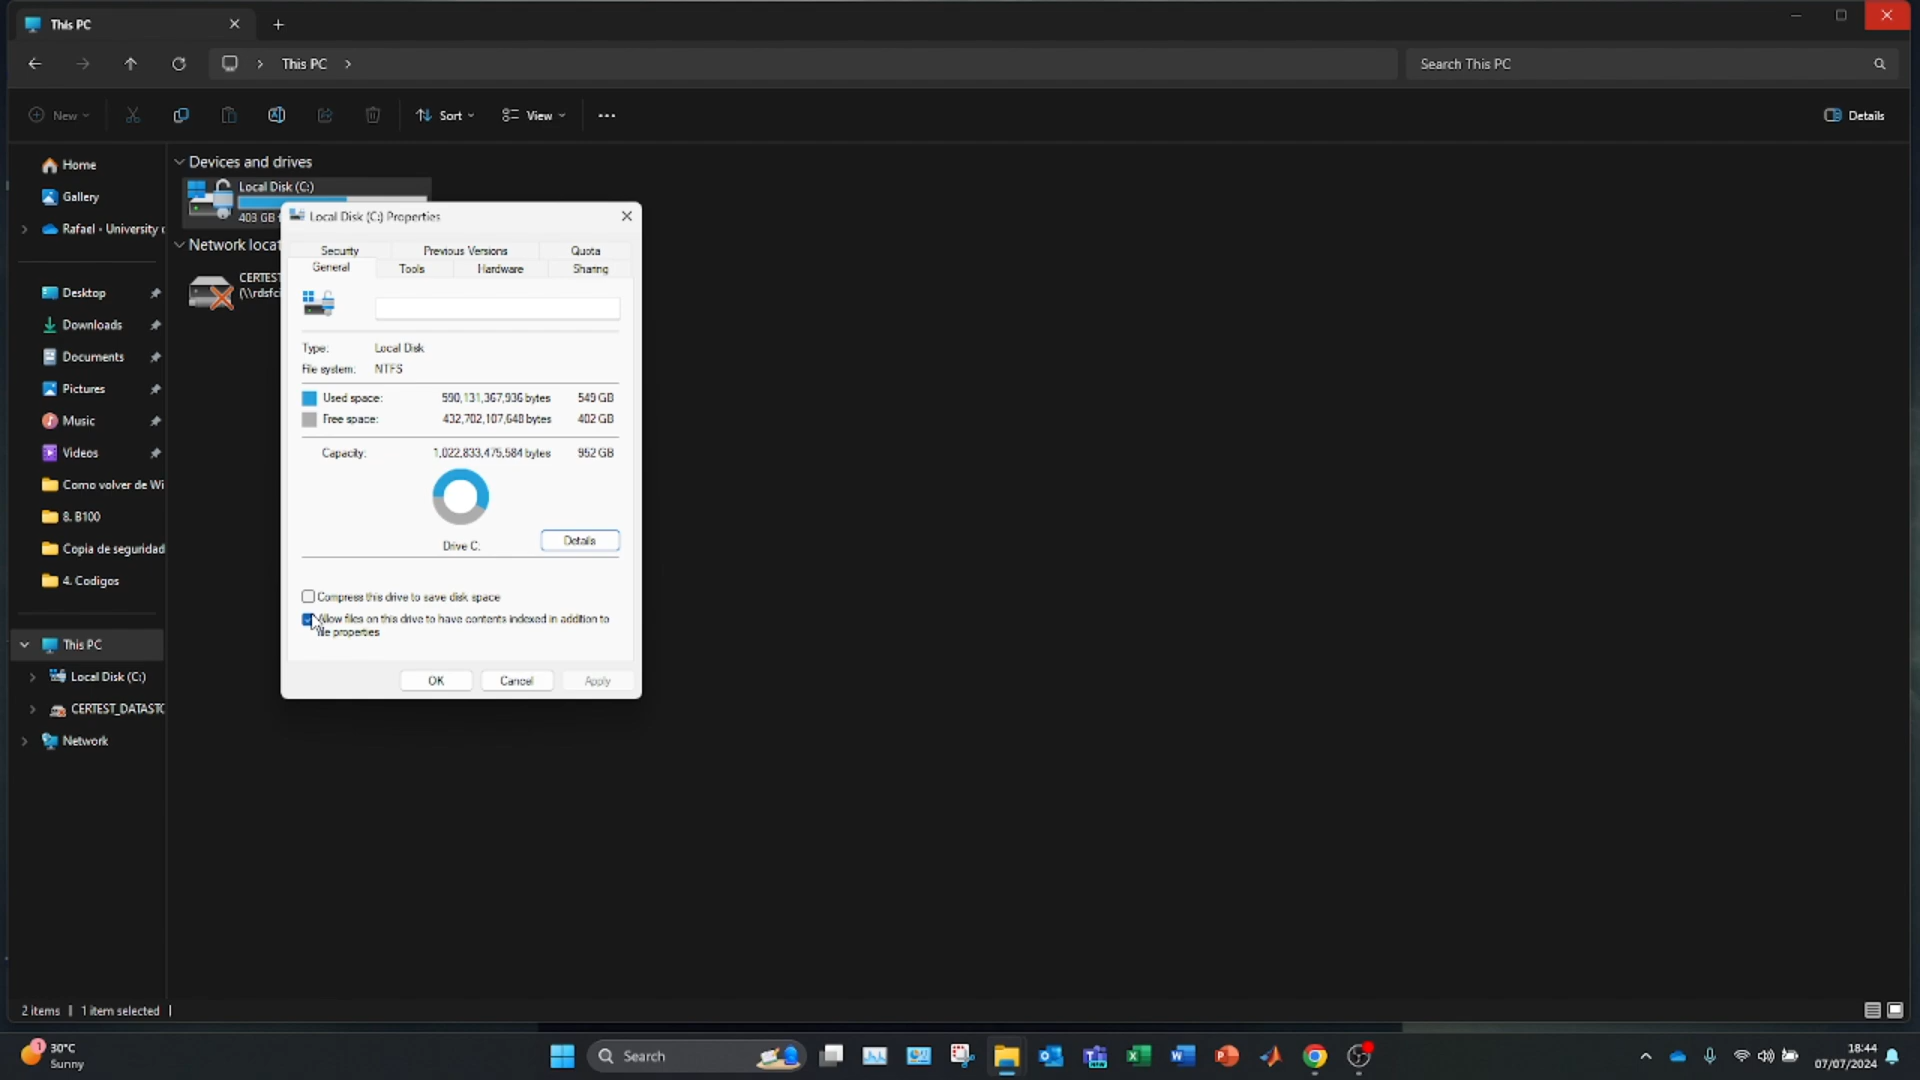 This PC
This PC
Search This PC
New
Sort
View
Details
Home
Gallery
Rafael - University
Desktop
Downloads
Documents
Pictures
Music
Videos
Como volver de Wi
8. B100
Copia de seguridad
4. Codigos
This PC
Local Disk (C:)
CERTEST_DATASTO
Network
Devices and drives
Local Disk (C:)
403 GB
Network locat
CERTEST
(\\rdsfci
Local Disk (C:) Properties
Security Previous Versions Quota
General Tools Hardware Sharing
Type: Local Disk
File system: NTFS
Used space: 590,131,367,936 bytes 549 GB
Free space: 432,702,107,648 bytes 402 GB
Capacity: 1,022,833,475,584 bytes 952 GB
Drive C:
Details
Compress this drive to save disk space
Allow files on this drive to have contents indexed in addition to
file properties
OK Cancel Apply
2 items 1 item selected
1
30°C
Sunny
Search
18:44
07/07/2024